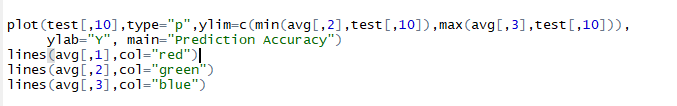 plot(test[,10],type="p",ylim=c(min(avg[,2],test[,10]),max(avg[,3],test[,10])),
ylab="Y", main="Prediction Accuracy")
lines(avg[,1],col="red")
lines(avg[,2],col="green")
lines(avg[,3],col="blue")